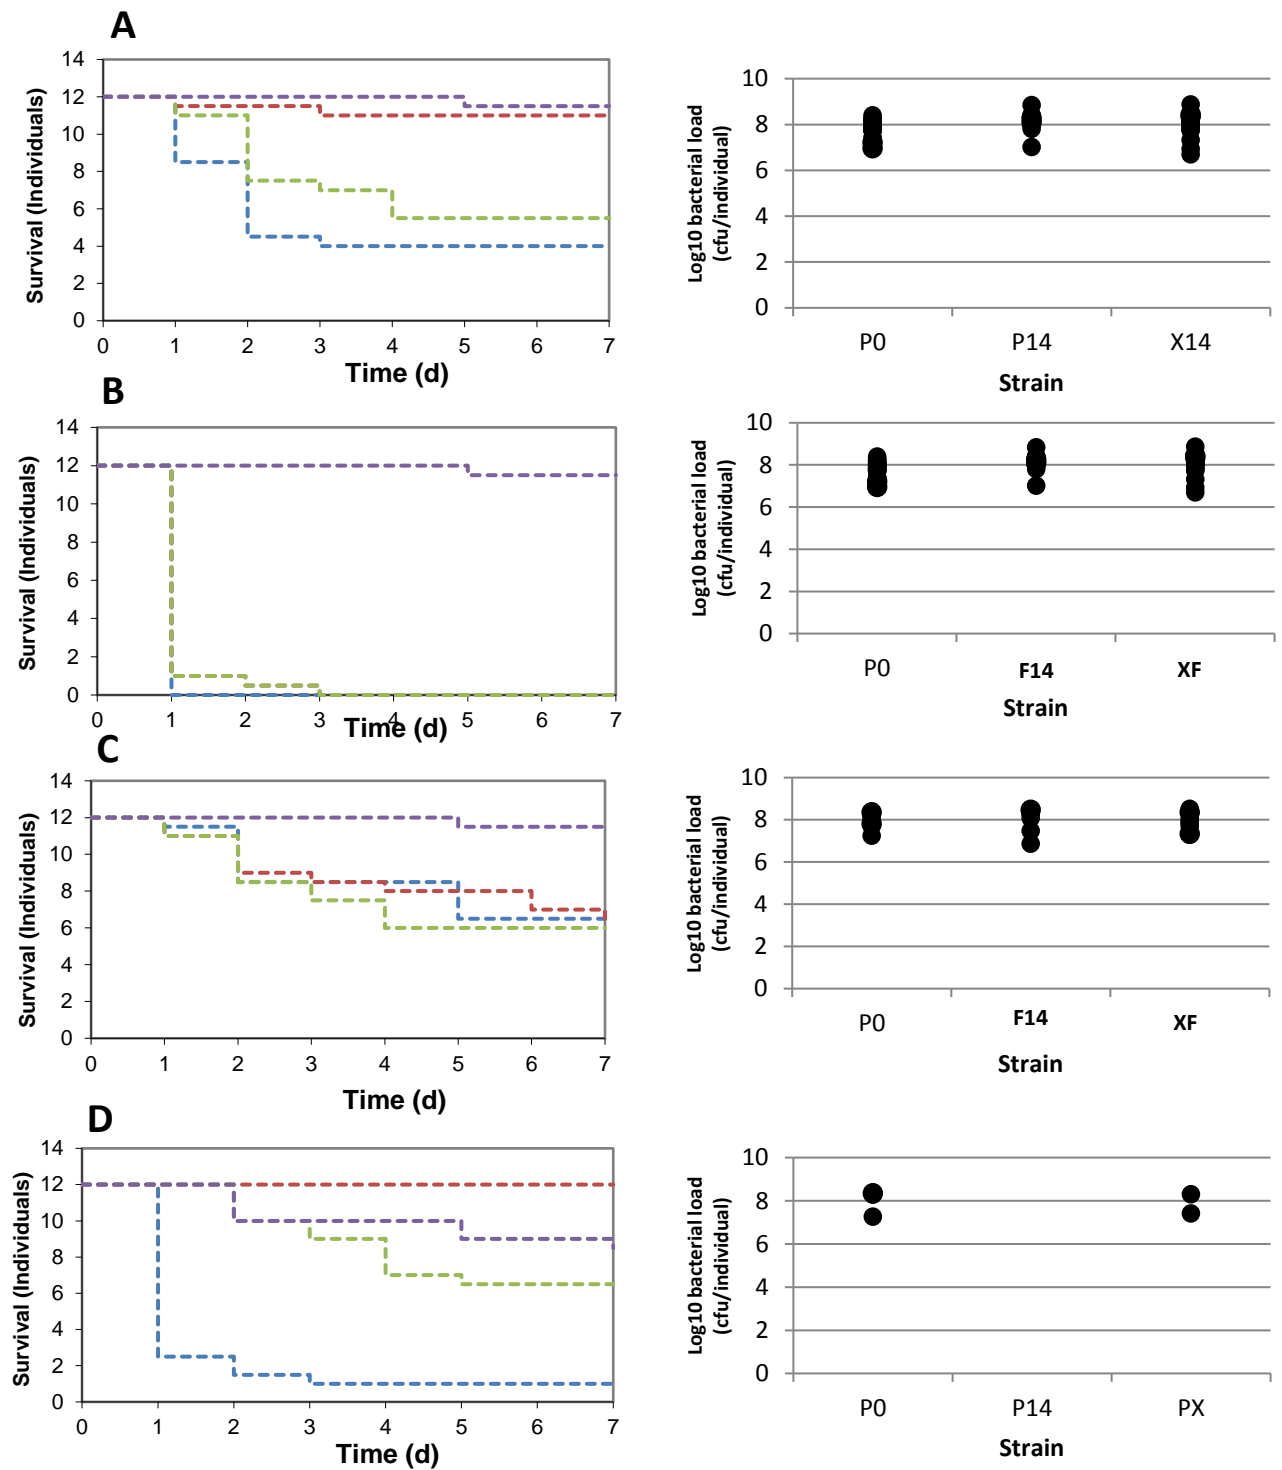 A
14
12
10
8
6
4
2
0
Survival (Individuals)
0 1 2 3 4 5 6 7
Time (d)
10
8
6
4
2
0
Log10 bacterial load
(cfu/individual)
P0 P14 X14
Strain
B
14
12
10
8
6
4
2
0
Survival (Individuals)
0 1 2 3 4 5 6 7
Time (d)
10
8
6
4
2
0
Log10 bacterial load
(cfu/individual)
P0 F14 XF
Strain
C
14
12
10
8
6
4
2
0
Survival (Individuals)
0 1 2 3 4 5 6 7
Time (d)
10
8
6
4
2
0
Log10 bacterial load
(cfu/individual)
P0 F14 XF
Strain
D
14
12
10
8
6
4
2
0
Survival (Individuals)
0 1 2 3 4 5 6 7
Time (d)
10
8
6
4
2
0
Log10 bacterial load
(cfu/individual)
P0 P14 PX
Strain